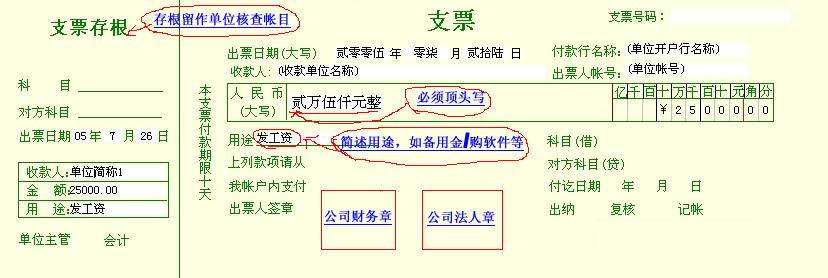 支票存根
存根留作单位核查帐目
科 目
对方科目
出票日期05年 7 月 26日
收款人:单位简称1
金 额:25000.00
用 途:发工资
单位主管 会计
本支票付款期限十天
支票
支票号码:
出票日期(大写) 贰零零伍 年 零柒 月 贰拾陆 日
付款行名称:(单位开户行名称)
收款人:(收款单位名称)
出票人帐号:(单位帐号)
人民币(大写)
贰万伍仟元整
必须顶头写
亿千百十万千百十元角分
¥2500000
用途 发工资
简述用途，如备用金/购软件等
科目(借)
上列款项请从
对方科目(贷)
我帐户内支付
付讫日期 年 月 日
出票人签章
公司财务章
公司法人章
出纳 复核 记帐